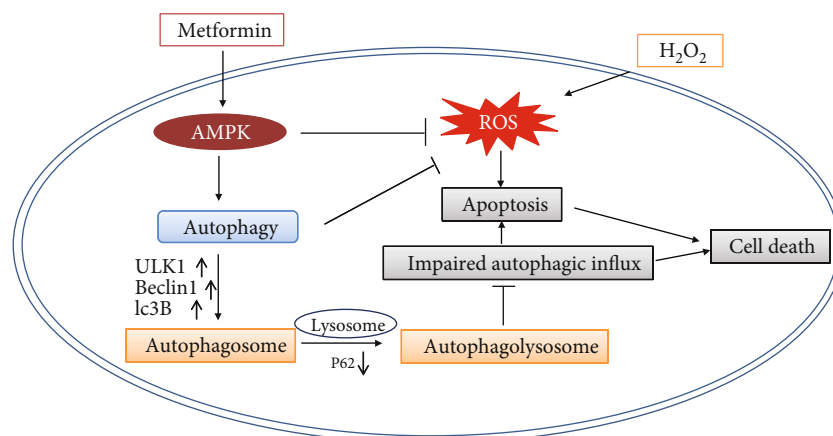 Metformin
H₂O₂
AMPK
ROS
Autophagy
Apoptosis
Cell death
Impaired autophagic influx
ULK1 ↑
Beclin1 ↑
lc3B ↑
Lysosome
Autophagosome
Autophagolysosome
P62 ↓